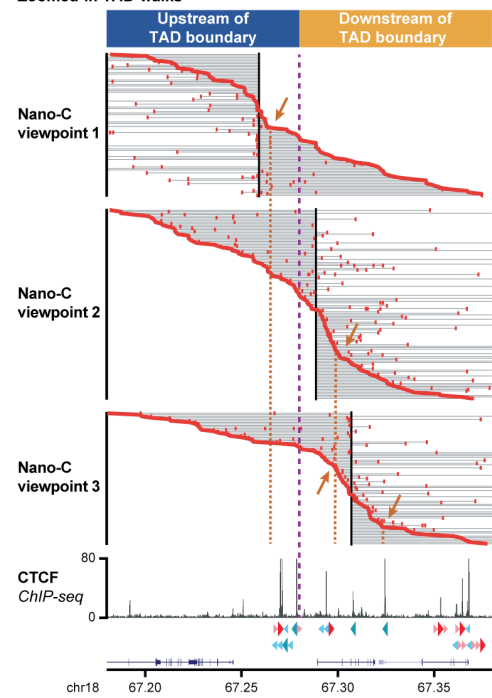 Zoomed-in TAD walks
Upstream of
TAD boundary
Downstream of
TAD boundary
Nano-C
viewpoint 1
Nano-C
viewpoint 2
Nano-C
viewpoint 3
80
CTCF
ChIP-seq
0
chr18
67.20
67.25
67.30
67.35